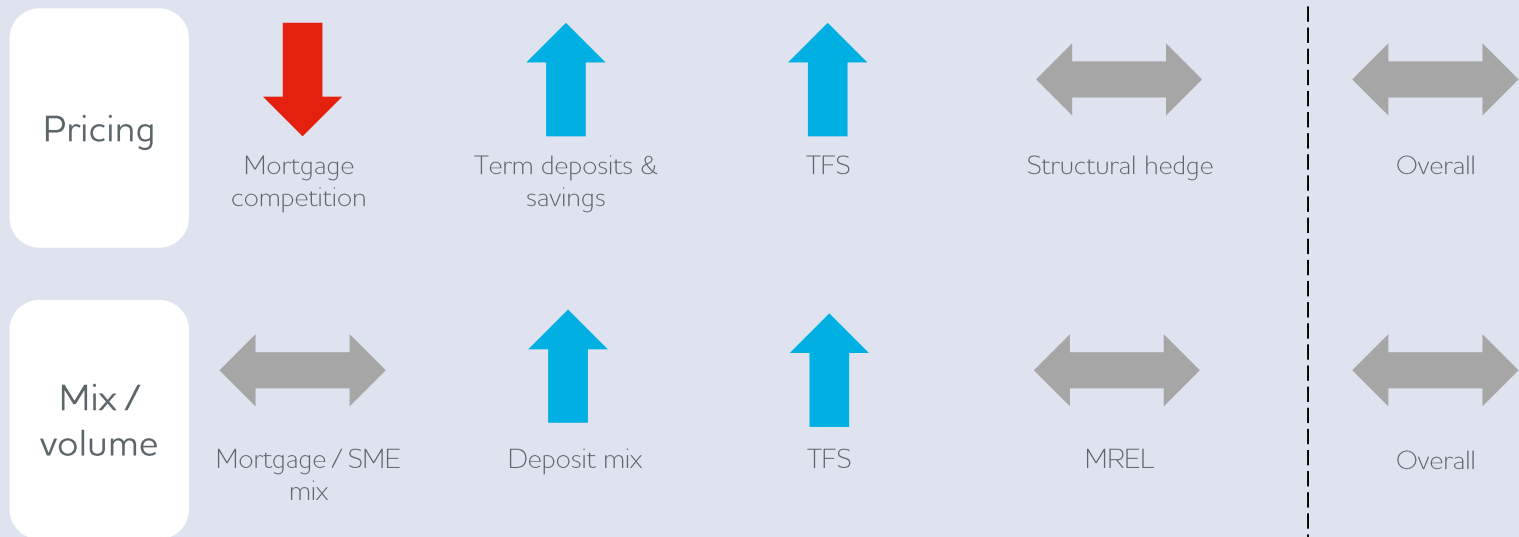 Pricing
Mortgage
competition
Term deposits &
savings
TFS
Structural hedge
Overall
Mix /
volume
Mortgage / SME
mix
Deposit mix
TFS
MREL
Overall